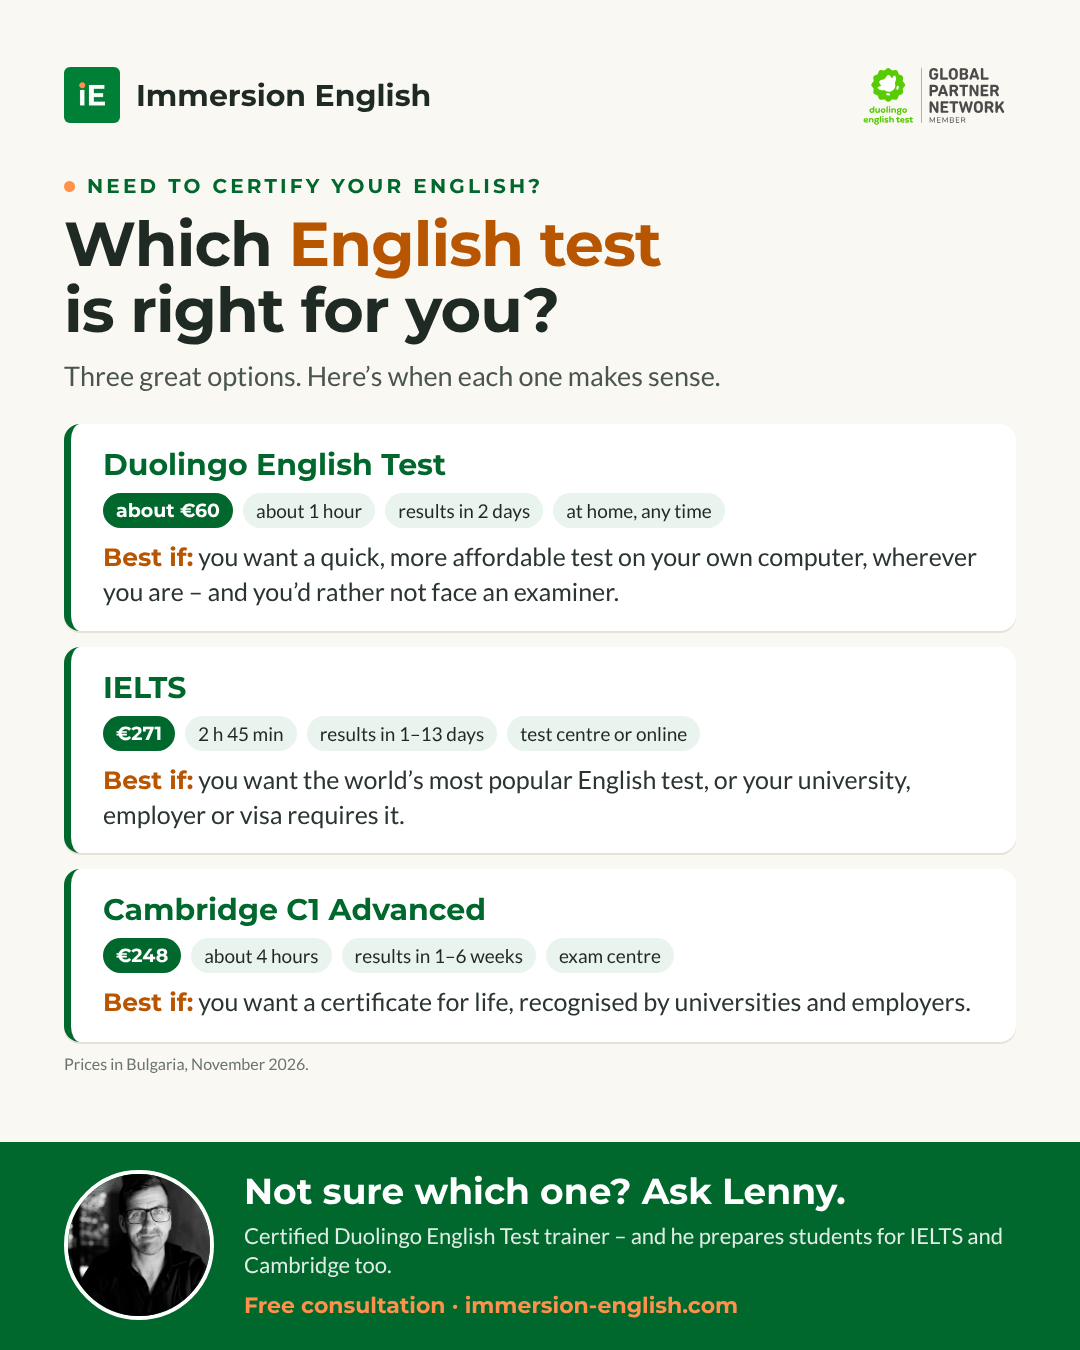 iE Immersion English
duolingo
english test
GLOBAL
PARTNER
NETWORK
MEMBER
NEED TO CERTIFY YOUR ENGLISH?
Which English test
is right for you?
Three great options. Here’s when each one makes sense.
Duolingo English Test
about €60 about 1 hour results in 2 days at home, any time
Best if: you want a quick, more affordable test on your own computer, wherever
you are – and you’d rather not face an examiner.
IELTS
€271 2 h 45 min results in 1–13 days test centre or online
Best if: you want the world’s most popular English test, or your university,
employer or visa requires it.
Cambridge C1 Advanced
€248 about 4 hours results in 1–6 weeks exam centre
Best if: you want a certificate for life, recognised by universities and employers.
Prices in Bulgaria, November 2026.
Not sure which one? Ask Lenny.
Certified Duolingo English Test trainer – and he prepares students for IELTS and
Cambridge too.
Free consultation · immersion-english.com